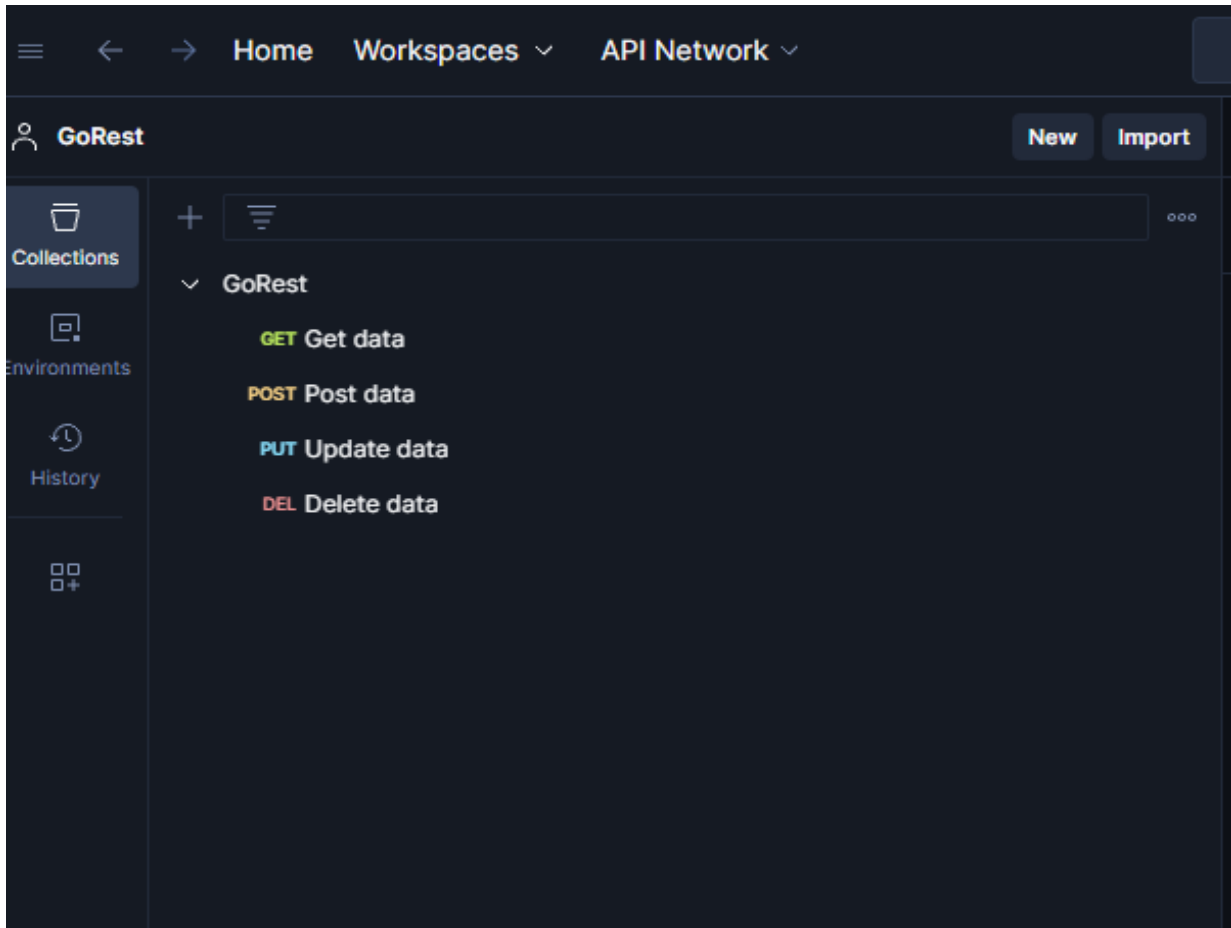 Home Workspaces API Network
GoRest New Import
Collections
GoRest
GET Get data
Environments
POST Post data
PUT Update data
History
DEL Delete data